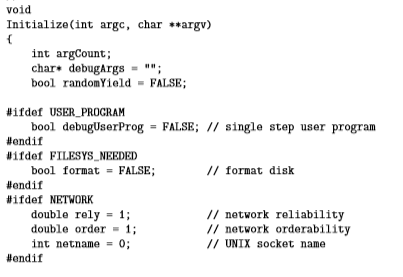 void
Initialize(int argc, char **argv)
{
    int argCount;
    char* debugArgs = "";
    bool randomYield = FALSE;

#ifdef USER_PROGRAM
    bool debugUserProg = FALSE; // single step user program
#endif
#ifdef FILESYS_NEEDED
    bool format = FALSE;        // format disk
#endif
#ifdef NETWORK
    double rely = 1;            // network reliability
    double order = 1;           // network orderability
    int netname = 0;            // UNIX socket name
#endif